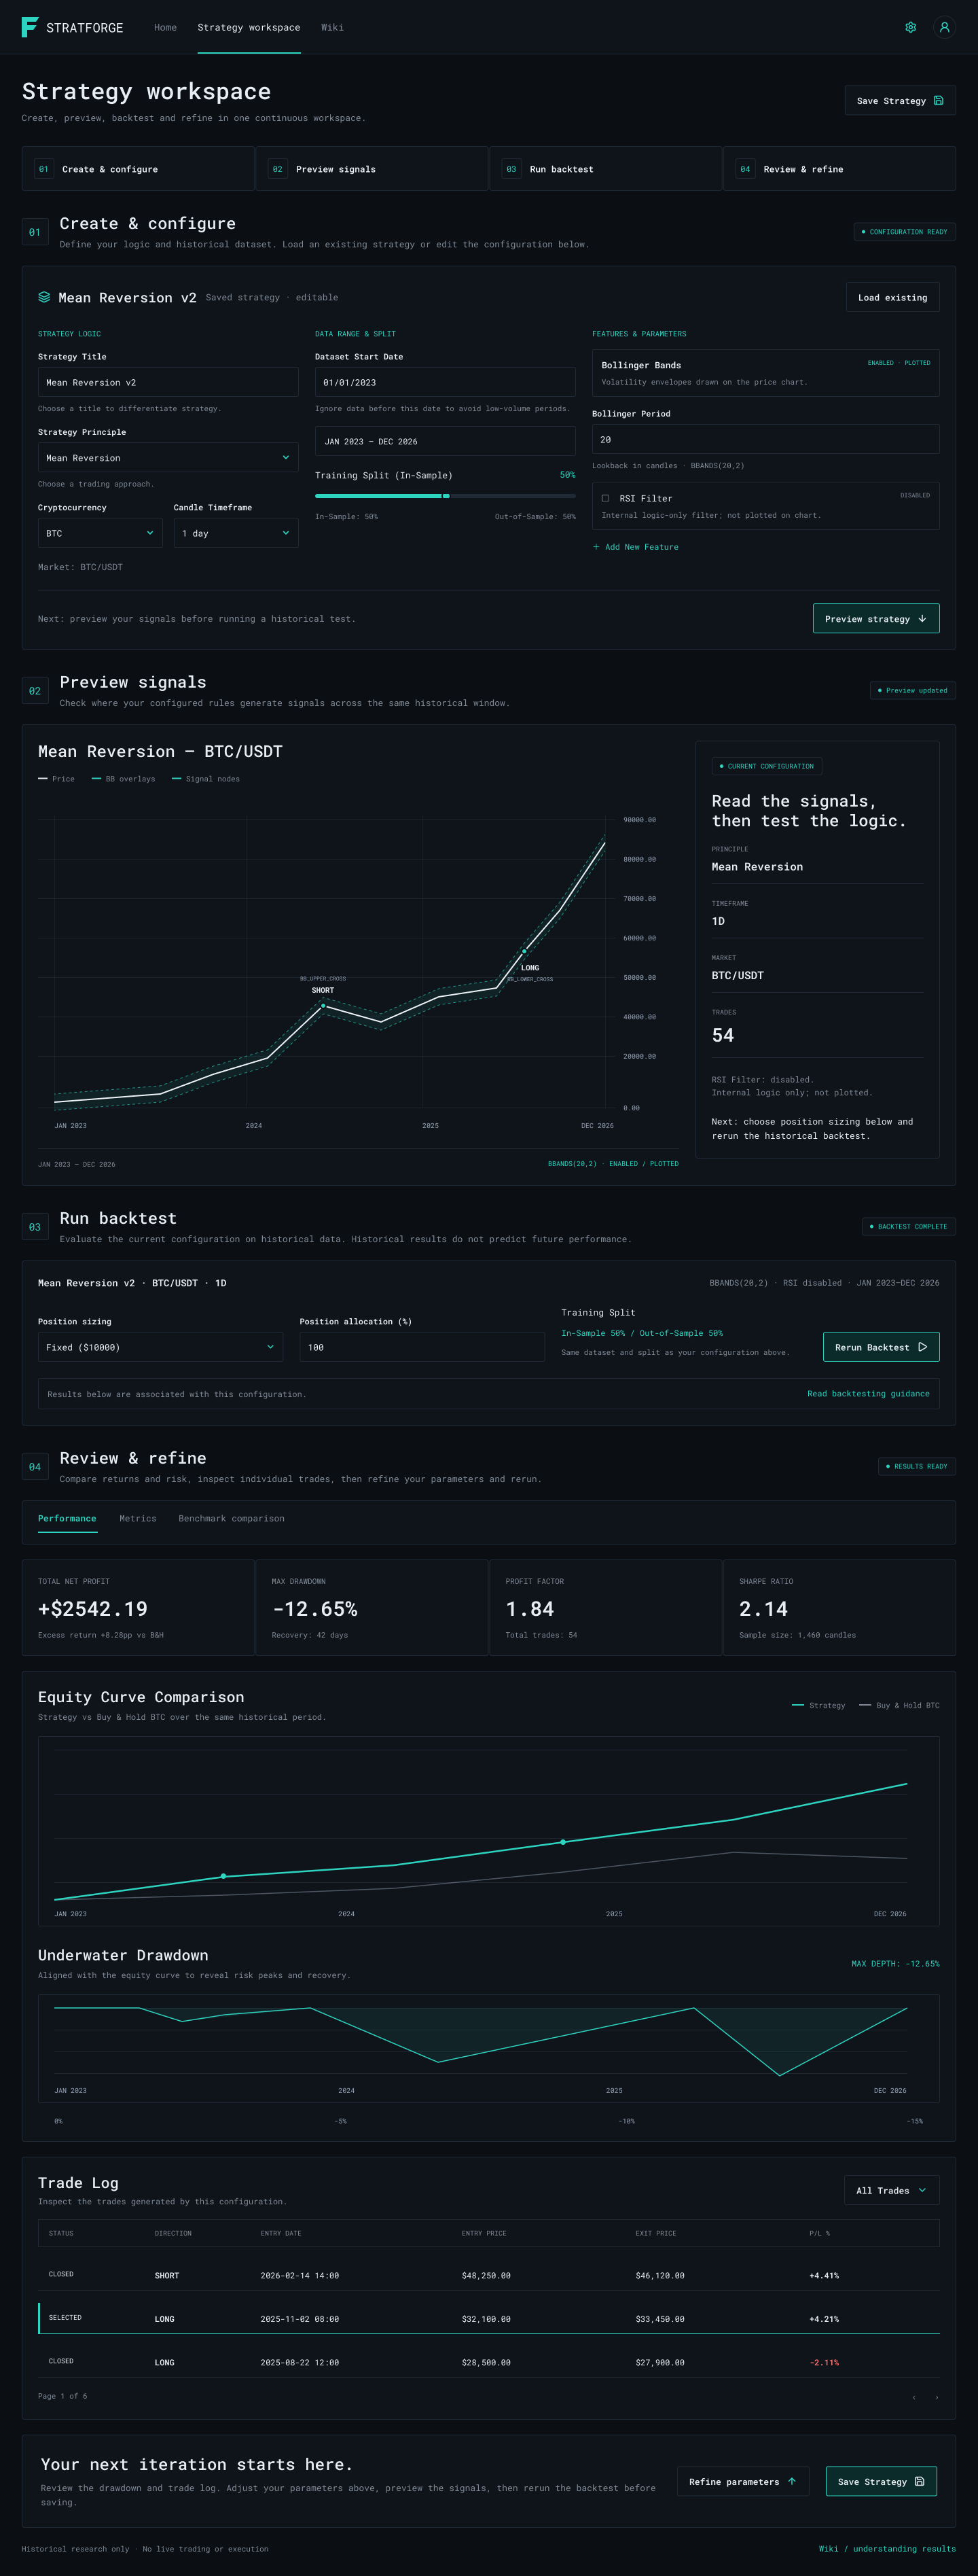 STRATFORGE
Home
Strategy workspace
Wiki
Strategy workspace
Create, preview, backtest and refine in one continuous workspace.
Save Strategy
01 Create & configure
02 Preview signals
03 Run backtest
04 Review & refine
01
Create & configure
Define your logic and historical dataset. Load an existing strategy or edit the configuration below.
CONFIGURATION READY
Mean Reversion v2
Saved strategy · editable
Load existing
STRATEGY LOGIC
Strategy Title
Mean Reversion v2
Choose a title to differentiate strategy.
Strategy Principle
Mean Reversion
Choose a trading approach.
Cryptocurrency
BTC
Candle Timeframe
1 day
Market: BTC/USDT
DATA RANGE & SPLIT
Dataset Start Date
01/01/2023
Ignore data before this date to avoid low-volume periods.
JAN 2023 — DEC 2026
Training Split (In-Sample)
50%
In-Sample: 50%
Out-of-Sample: 50%
FEATURES & PARAMETERS
Bollinger Bands
ENABLED · PLOTTED
Volatility envelopes drawn on the price chart.
Bollinger Period
20
Lookback in candles · BBANDS(20,2)
RSI Filter
DISABLED
Internal logic-only filter; not plotted on chart.
+ Add New Feature
Next: preview your signals before running a historical test.
Preview strategy
02
Preview signals
Check where your configured rules generate signals across the same historical window.
Preview updated
Mean Reversion — BTC/USDT
Price
BB overlays
Signal nodes
90000.00
80000.00
70000.00
60000.00
50000.00
40000.00
20000.00
0.00
BB_UPPER_CROSS
SHORT
LONG
BB_LOWER_CROSS
JAN 2023
2024
2025
DEC 2026
JAN 2023 — DEC 2026
BBANDS(20,2) · ENABLED / PLOTTED
CURRENT CONFIGURATION
Read the signals,
then test the logic.
PRINCIPLE
Mean Reversion
TIMEFRAME
1D
MARKET
BTC/USDT
TRADES
54
RSI Filter: disabled.
Internal logic only; not plotted.
Next: choose position sizing below and
rerun the historical backtest.
03
Run backtest
Evaluate the current configuration on historical data. Historical results do not predict future performance.
BACKTEST COMPLETE
Mean Reversion v2 · BTC/USDT · 1D
BBANDS(20,2) · RSI disabled · JAN 2023—DEC 2026
Position sizing
Fixed ($10000)
Position allocation (%)
100
Training Split
In-Sample 50% / Out-of-Sample 50%
Same dataset and split as your configuration above.
Rerun Backtest
Results below are associated with this configuration.
Read backtesting guidance
04
Review & refine
Compare returns and risk, inspect individual trades, then refine your parameters and rerun.
RESULTS READY
Performance
Metrics
Benchmark comparison
TOTAL NET PROFIT
+$2542.19
Excess return +8.28pp vs B&H
MAX DRAWDOWN
-12.65%
Recovery: 42 days
PROFIT FACTOR
1.84
Total trades: 54
SHARPE RATIO
2.14
Sample size: 1,460 candles
Equity Curve Comparison
Strategy vs Buy & Hold BTC over the same historical period.
Strategy
Buy & Hold BTC
JAN 2023
2024
2025
DEC 2026
Underwater Drawdown
Aligned with the equity curve to reveal risk peaks and recovery.
MAX DEPTH: -12.65%
JAN 2023
2024
2025
DEC 2026
0%
-5%
-10%
-15%
Trade Log
Inspect the trades generated by this configuration.
All Trades
STATUS DIRECTION ENTRY DATE ENTRY PRICE EXIT PRICE P/L %
CLOSED SHORT 2026-02-14 14:00 $48,250.00 $46,120.00 +4.41%
SELECTED LONG 2025-11-02 08:00 $32,100.00 $33,450.00 +4.21%
CLOSED LONG 2025-08-22 12:00 $28,500.00 $27,900.00 -2.11%
Page 1 of 6
‹ ›
Your next iteration starts here.
Review the drawdown and trade log. Adjust your parameters above, preview the signals, then rerun the backtest before
saving.
Refine parameters
Save Strategy
Historical research only · No live trading or execution
Wiki / understanding results